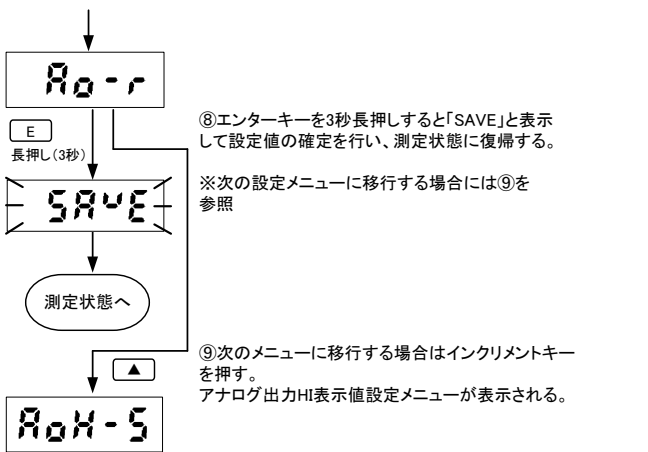 Ao-r
⑧エンターキーを3秒長押しすると「SAVE」と表示
して設定値の確定を行い、測定状態に復帰する。
E
長押し(3秒)
※次の設定メニューに移行する場合には⑨を
参照
SAVE
測定状態へ
⑨次のメニューに移行する場合はインクリメントキー
を押す。
アナログ出力HI表示値設定メニューが表示される。
▲
AoH-S